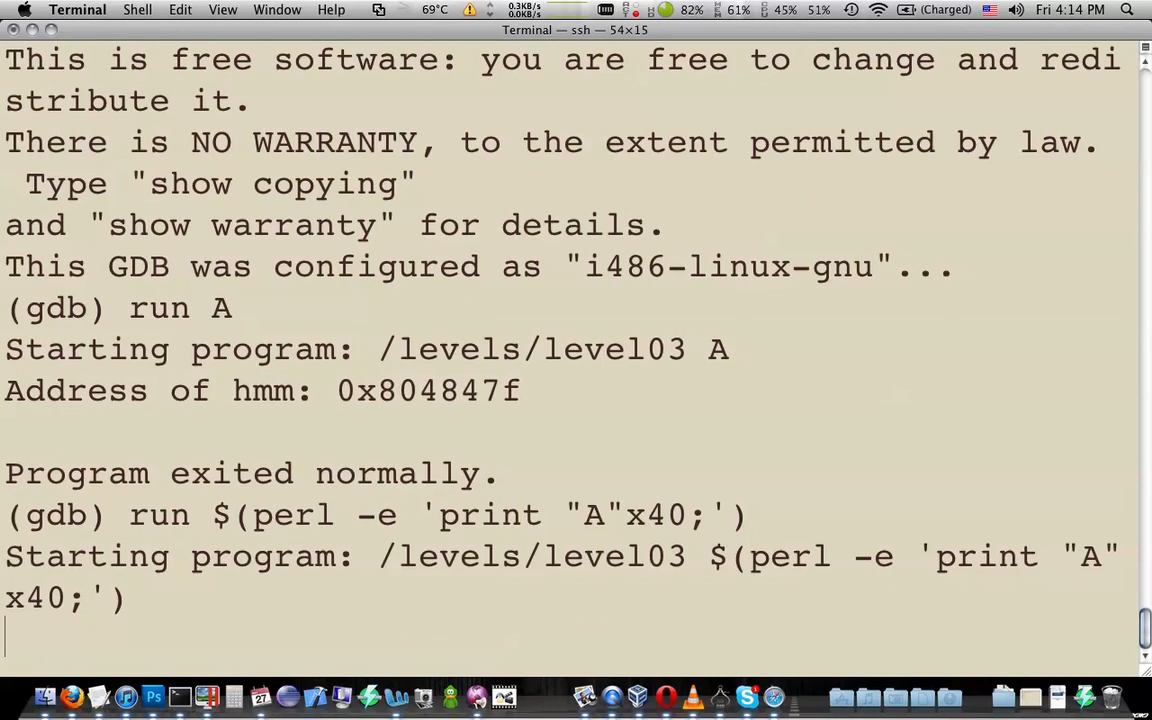 Terminal Shell Edit View Window Help 69°C 0.3KB/s 0.0KB/s 82% 61% 45% 51% (Charged) Fri 4:14 PM
Terminal — ssh — 54×15
This is free software: you are free to change and redi
stribute it.
There is NO WARRANTY, to the extent permitted by law.
Type "show copying"
and "show warranty" for details.
This GDB was configured as "i486-linux-gnu"...
(gdb) run A
Starting program: /levels/level03 A
Address of hmm: 0x804847f
Program exited normally.
(gdb) run $(perl -e 'print "A"x40;')
Starting program: /levels/level03 $(perl -e 'print "A"
x40;')